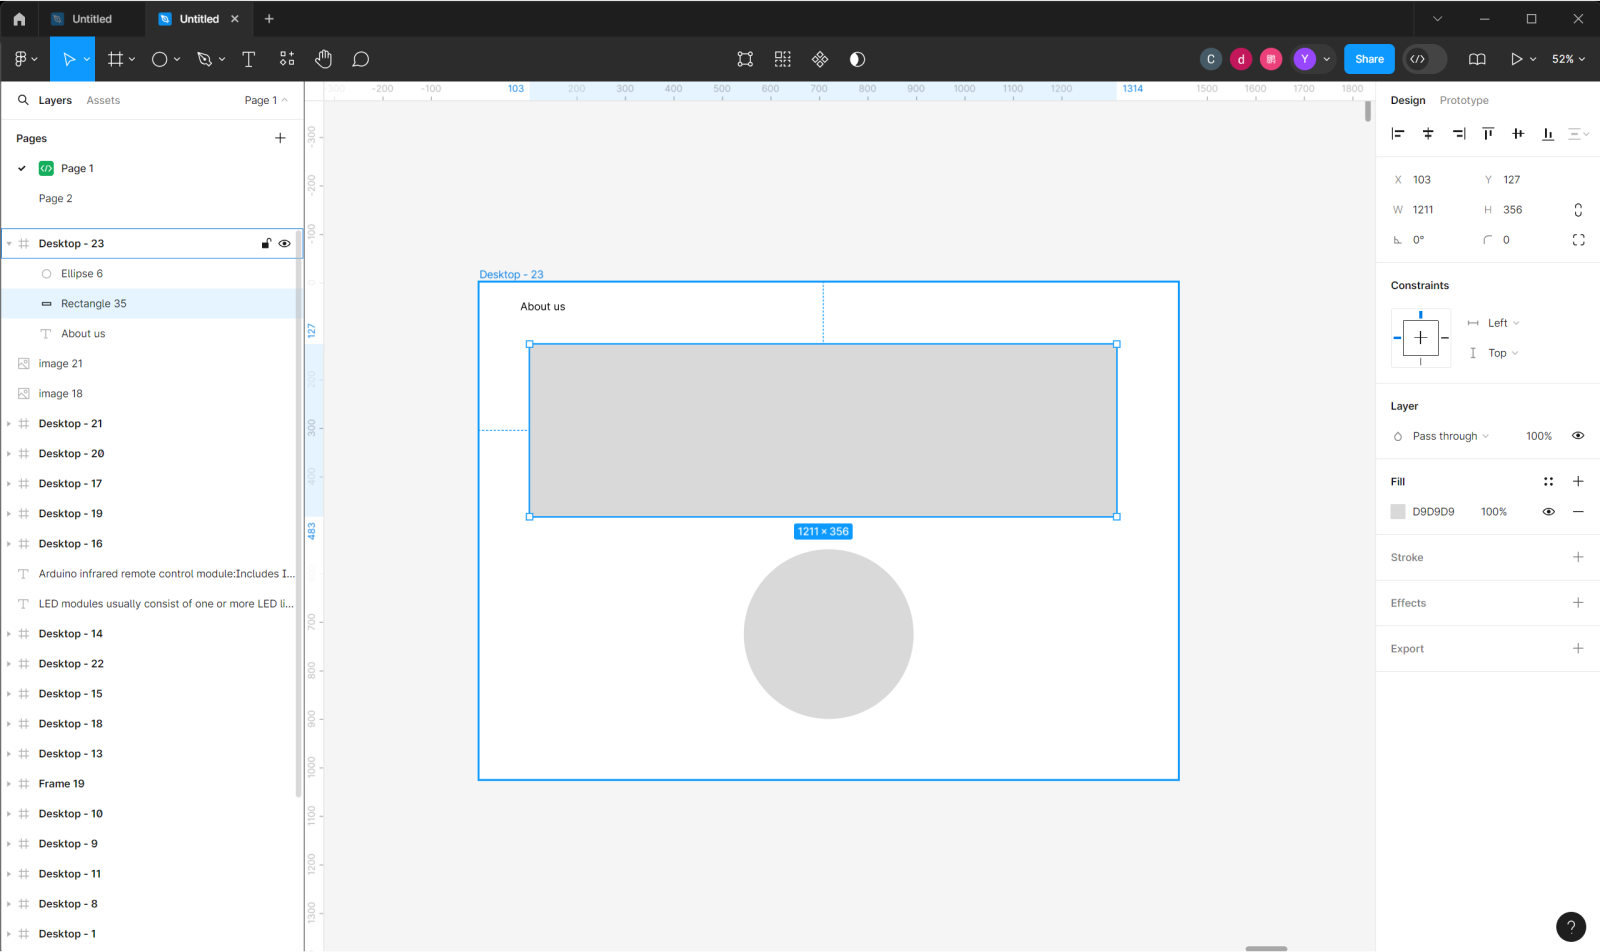 Untitled
Untitled
C
d
Y
Share
52%
Layers
Assets
Page 1
Pages
Page 1
Page 2
Desktop - 23
Ellipse 6
Rectangle 35
About us
image 21
image 18
Desktop - 21
Desktop - 20
Desktop - 17
Desktop - 19
Desktop - 16
Arduino infrared remote control module:Includes I...
LED modules usually consist of one or more LED li...
Desktop - 14
Desktop - 22
Desktop - 15
Desktop - 18
Desktop - 13
Frame 19
Desktop - 10
Desktop - 9
Desktop - 11
Desktop - 8
Desktop - 1
-300 -200 -100 103 200 300 400 500 600 700 800 900 1000 1100 1200 1314 1500 1600 1700 1800
-300
-200
-100
0
127
200
300
400
483
700
800
900
1000
1100
1200
1300
Desktop - 23
About us
1211 × 356
Design
Prototype
X 103 Y 127
W 1211 H 356
0° 0
Constraints
Left
Top
Layer
Pass through 100%
Fill
D9D9D9 100%
Stroke
Effects
Export
?